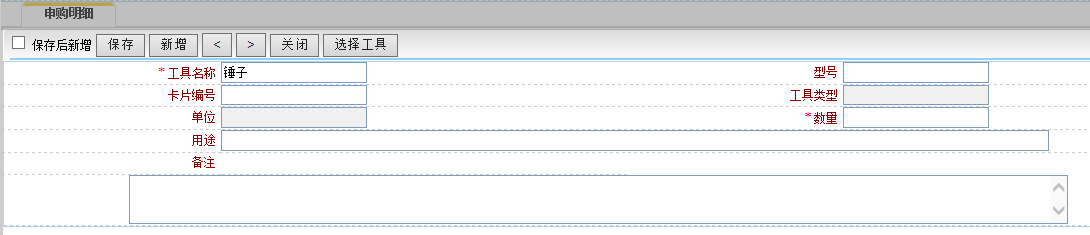 申购明细
保存后新增 保存 新增 < > 关闭 选择工具
*工具名称 锤子 型号
卡片编号 工具类型
单位 *数量
用途
备注